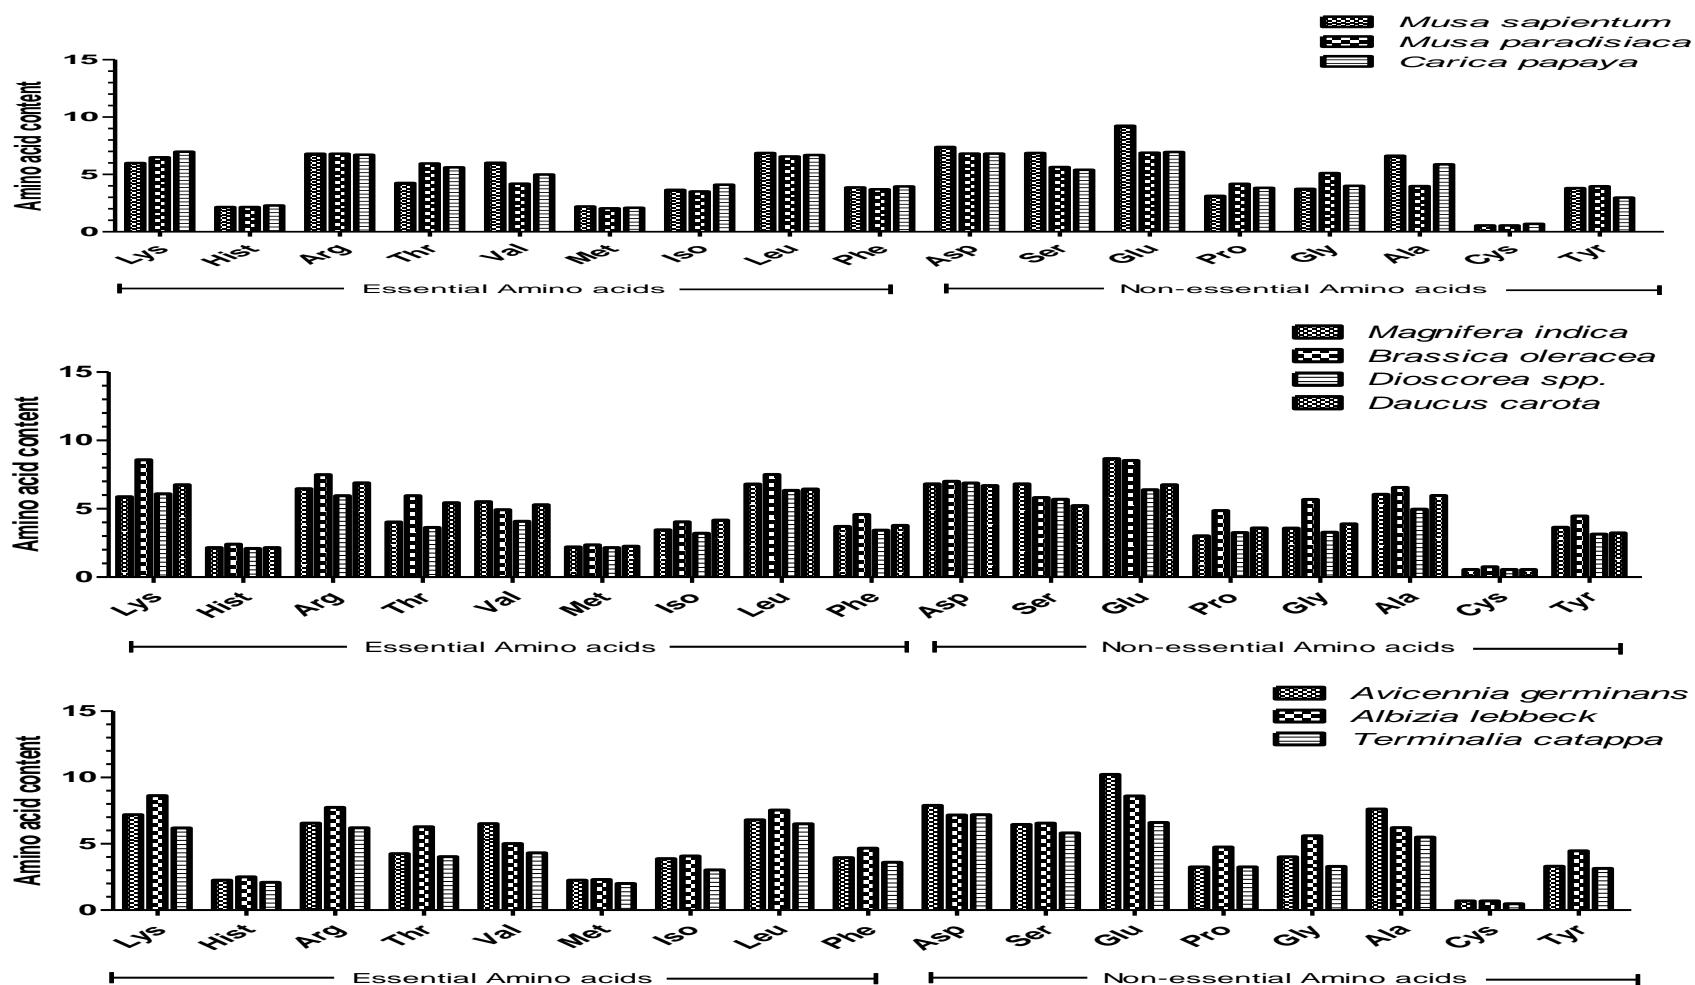 Musa sapientum
Musa paradisiaca
Carica papaya
Amino acid content
15
10
5
0
Lys Hist Arg Thr Val Met Iso Leu Phe Asp Ser Glu Pro Gly Ala Cys Tyr
Essential Amino acids Non-essential Amino acids
Magnifera indica
Brassica oleracea
Dioscorea spp.
Daucus carota
Amino acid content
15
10
5
0
Lys Hist Arg Thr Val Met Iso Leu Phe Asp Ser Glu Pro Gly Ala Cys Tyr
Essential Amino acids Non-essential Amino acids
Avicennia germinans
Albizia lebbeck
Terminalia catappa
Amino acid content
15
10
5
0
Lys Hist Arg Thr Val Met Iso Leu Phe Asp Ser Glu Pro Gly Ala Cys Tyr
Essential Amino acids Non-essential Amino acids